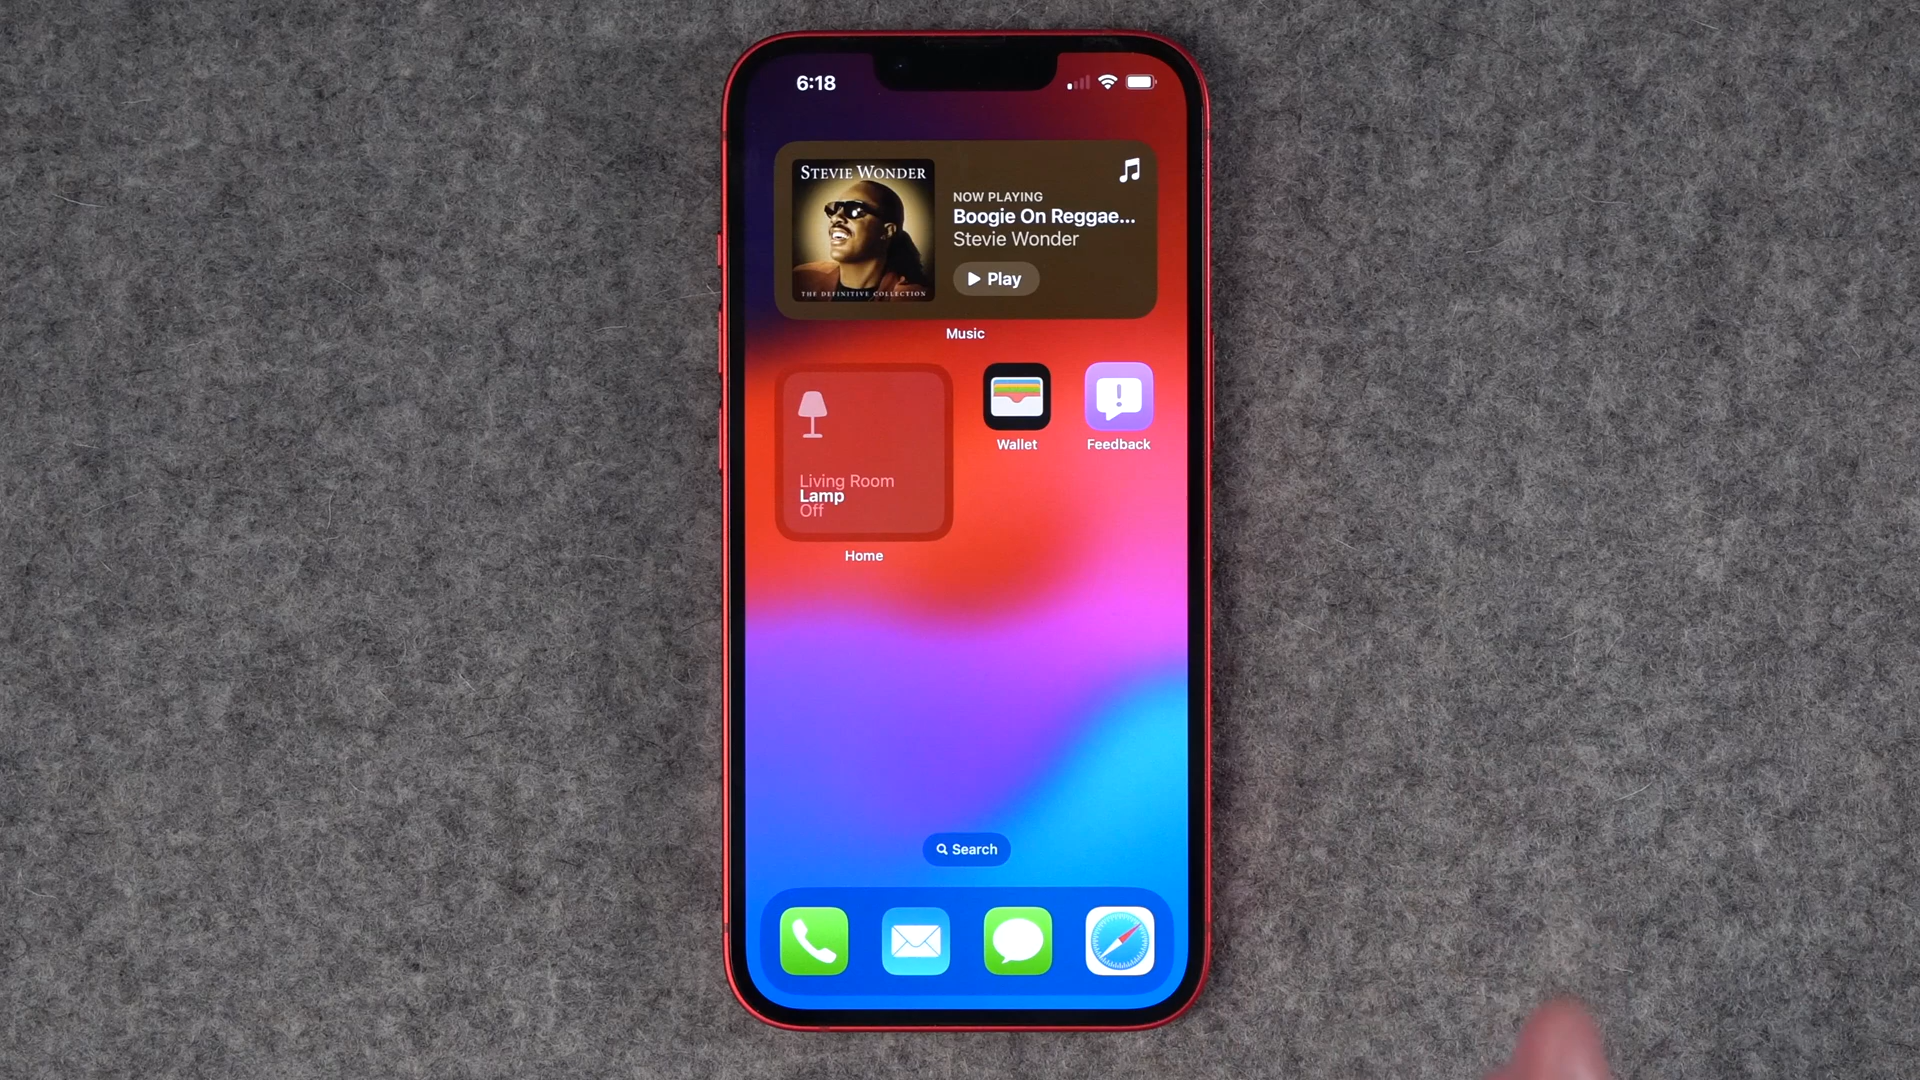 6:18
STEVIE WONDER
THE DEFINITIVE COLLECTION
NOW PLAYING
Boogie On Reggae...
Stevie Wonder
Play
Music
Living Room
Lamp
Off
Home
Wallet
Feedback
Search